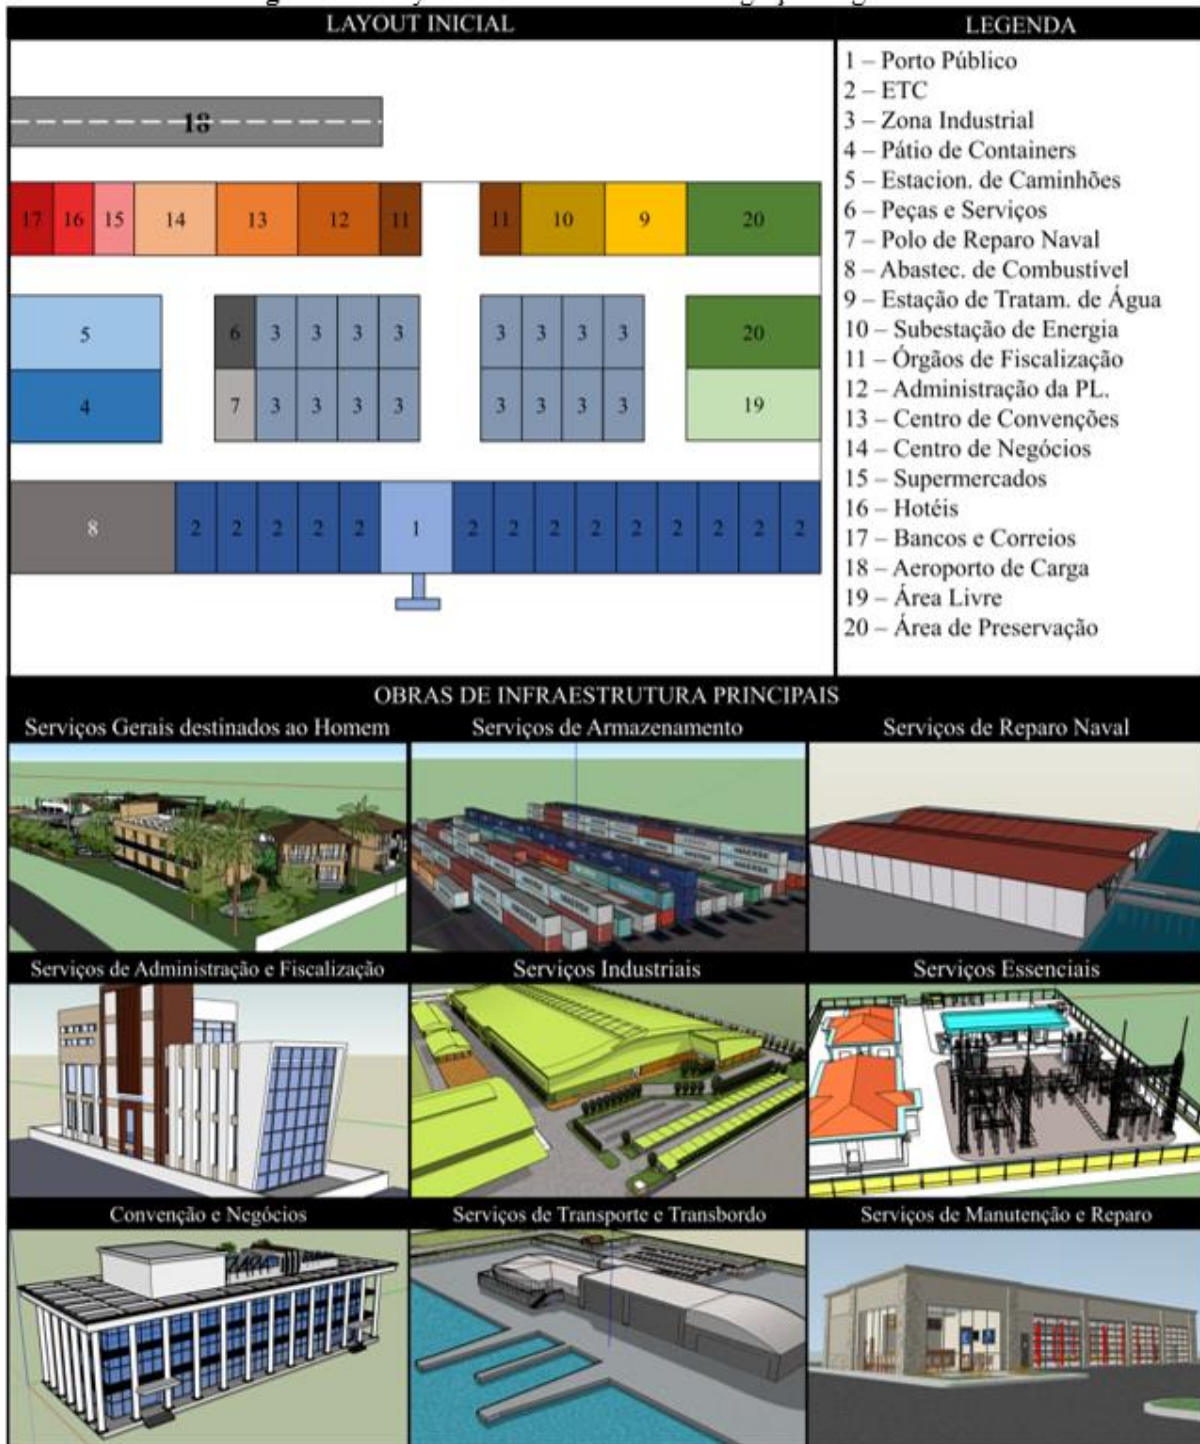 LAYOUT INICIAL
LEGENDA
18
17 16 15 14 13 12 11 11 10 9 20
5 6 3 3 3 3 3 3 3 3 20
4 7 3 3 3 3 3 3 3 3 19
8 2 2 2 2 2 1 2 2 2 2 2 2 2 2 2
1 – Porto Público
2 – ETC
3 – Zona Industrial
4 – Pátio de Containers
5 – Estacion. de Caminhões
6 – Peças e Serviços
7 – Polo de Reparo Naval
8 – Abastec. de Combustível
9 – Estação de Tratam. de Água
10 – Subestação de Energia
11 – Órgãos de Fiscalização
12 – Administração da PL.
13 – Centro de Convenções
14 – Centro de Negócios
15 – Supermercados
16 – Hotéis
17 – Bancos e Correios
18 – Aeroporto de Carga
19 – Área Livre
20 – Área de Preservação
OBRAS DE INFRAESTRUTURA PRINCIPAIS
Serviços Gerais destinados ao Homem
Serviços de Armazenamento
Serviços de Reparo Naval
Serviços de Administração e Fiscalização
Serviços Industriais
Serviços Essenciais
Convenção e Negócios
Serviços de Transporte e Transbordo
Serviços de Manutenção e Reparo